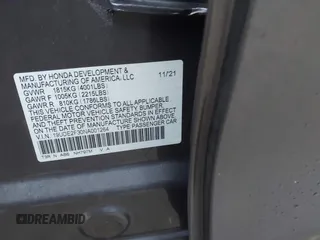 MFD. BY HONDA DEVELOPMENT & 11/21
MANUFACTURING OF AMERICA, LLC
GVWR 1815KG(4001LBS)
GAWR F 1005KG(2215LBS)
GAWR R 810KG(1786LBS)
THIS VEHICLE CONFORMS TO ALL APPLICABLE FEDERAL MOTOR
VEHICLE SAFETY, BUMPER,
AND THEFT PREVENTION STANDARDS IN EFFECT ON THE DATE OF
MANUFACTURE SHOWN ABOVE.
V.I.N.: TYPE:PASSENGER CAR
DREAMBID